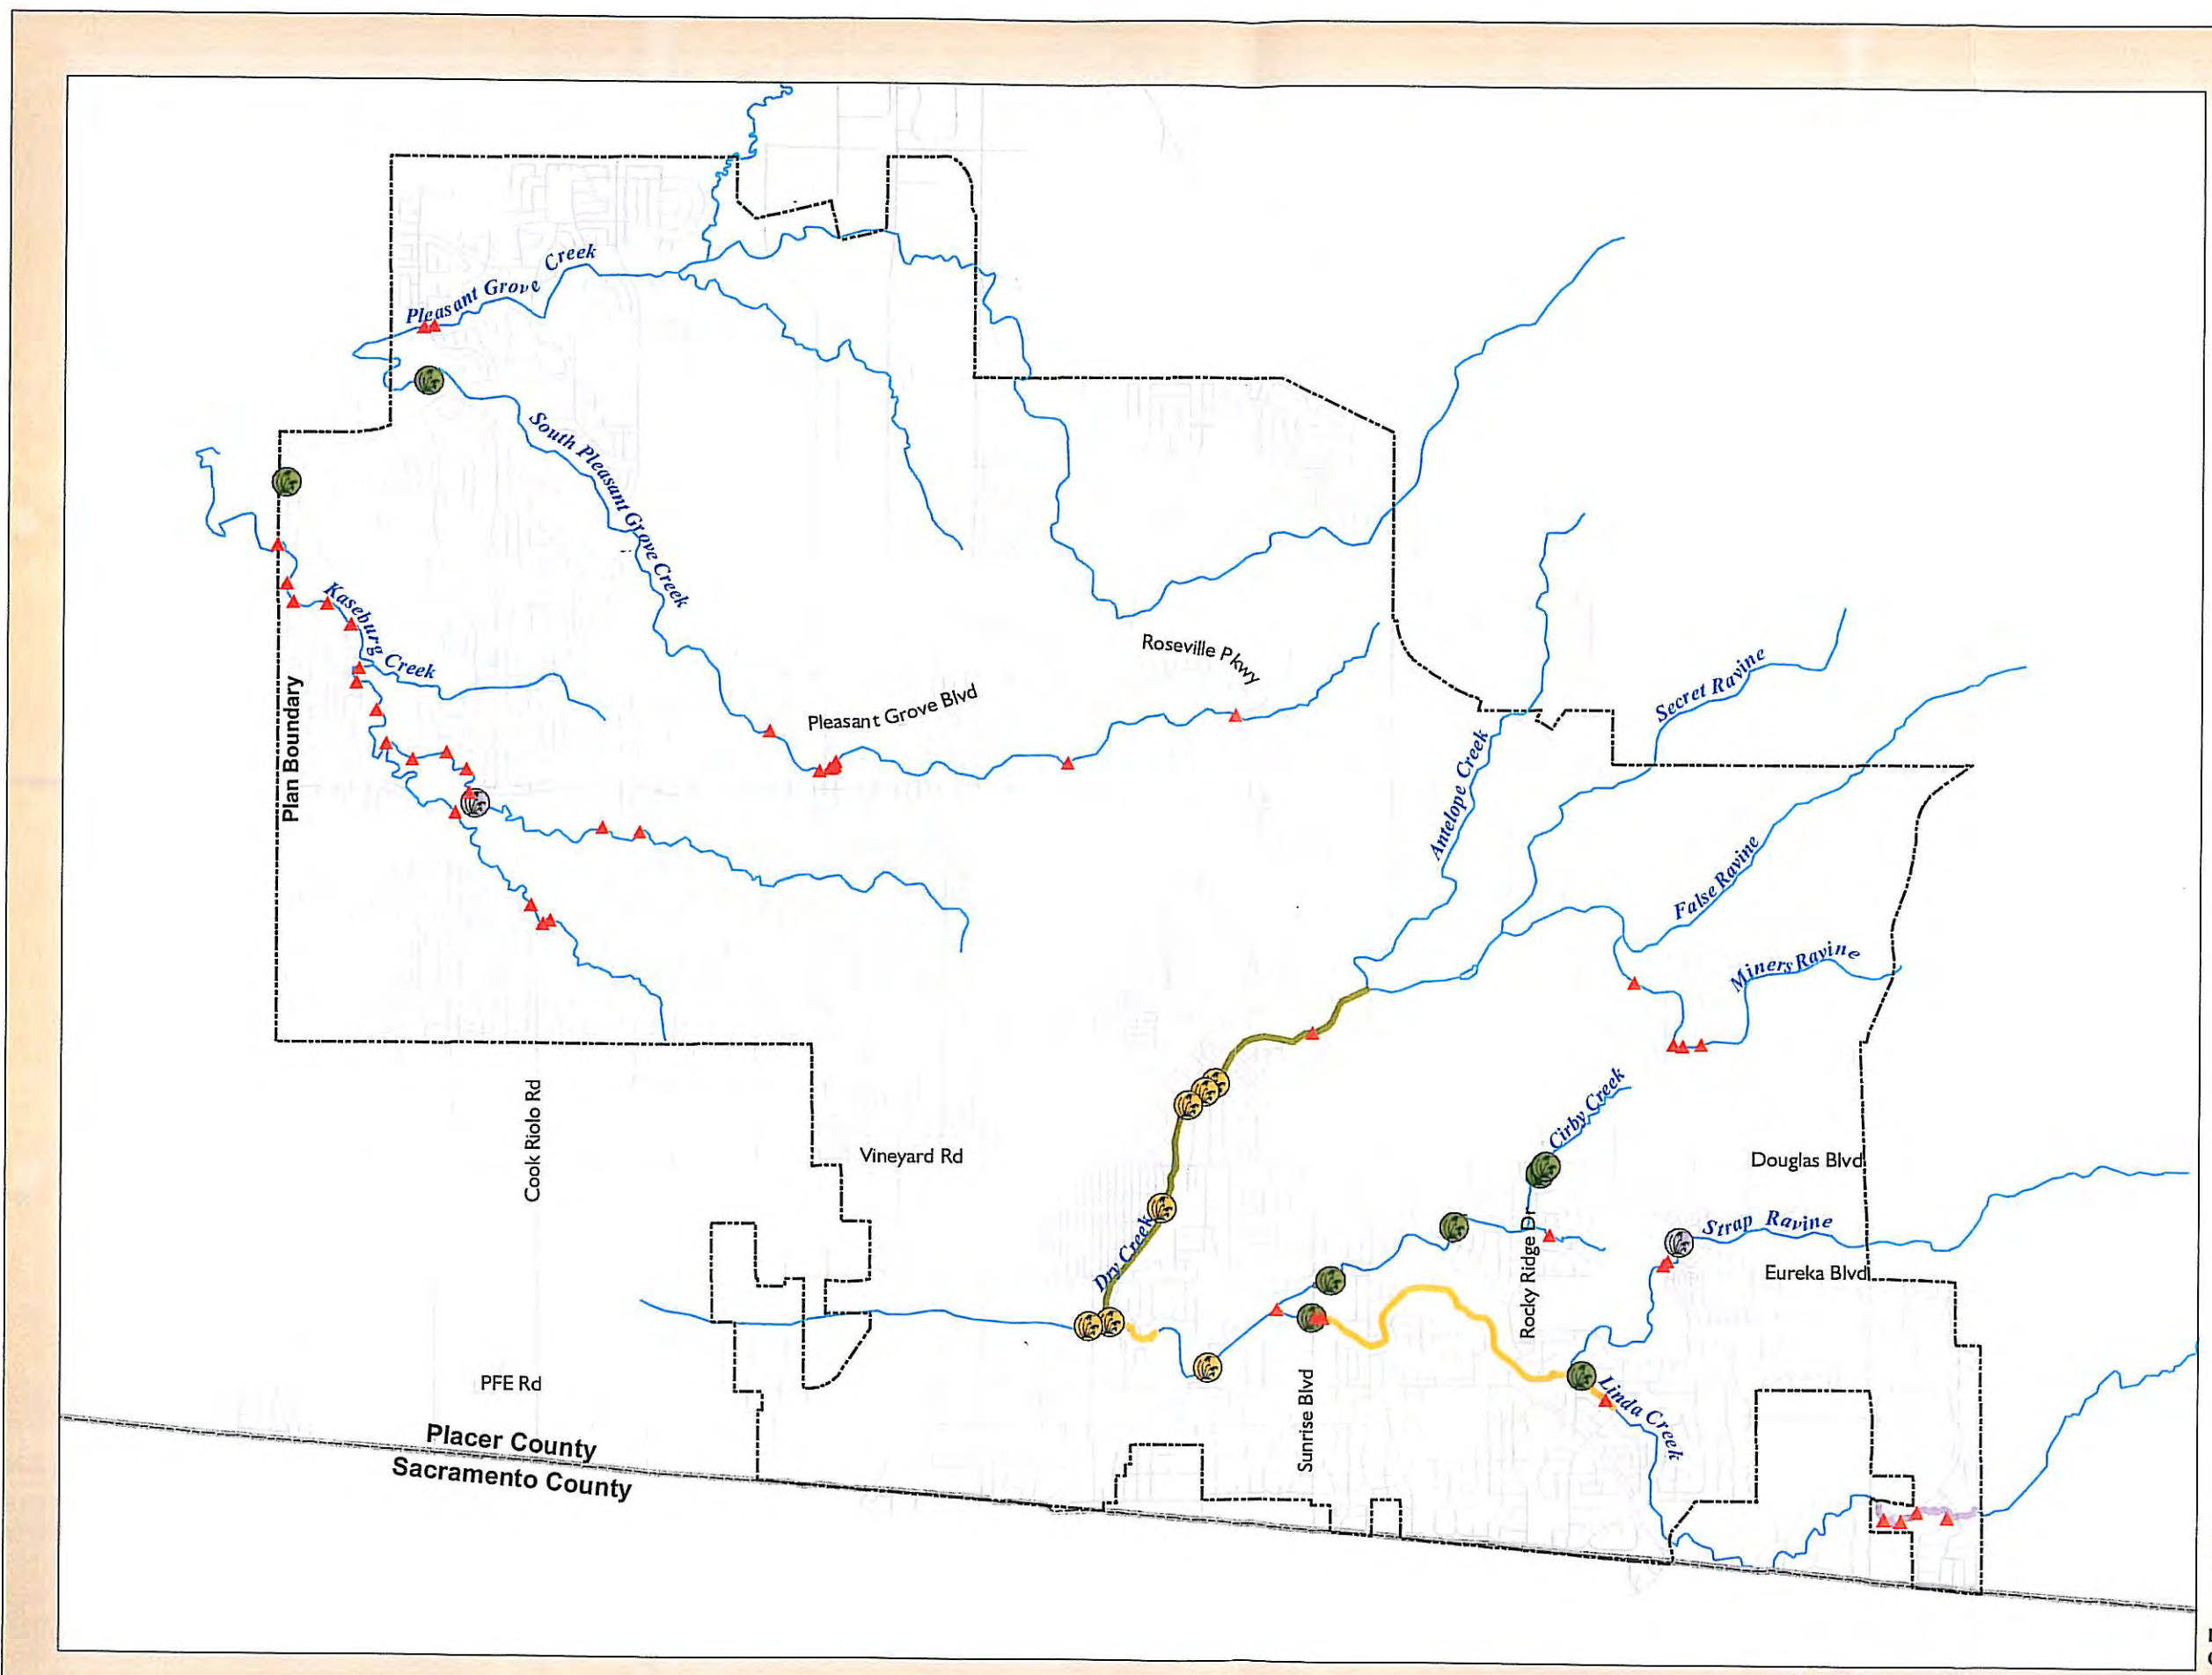 Pleasant Grove Creek
South Pleasant Grove Creek
Kaseburg Creek
Roseville Pkwy
Secret Ravine
Pleasant Grove Blvd
Plan Boundary
Antelope Creek
False Ravine
Miners Ravine
Cook Riolo Rd
Vineyard Rd
Cirby Creek
Douglas Blvd
Strap Ravine
Dry Creek
Rocky Ridge Dr
Eureka Blvd
PFE Rd
Sunrise Blvd
Linda Creek
Placer County
Sacramento County